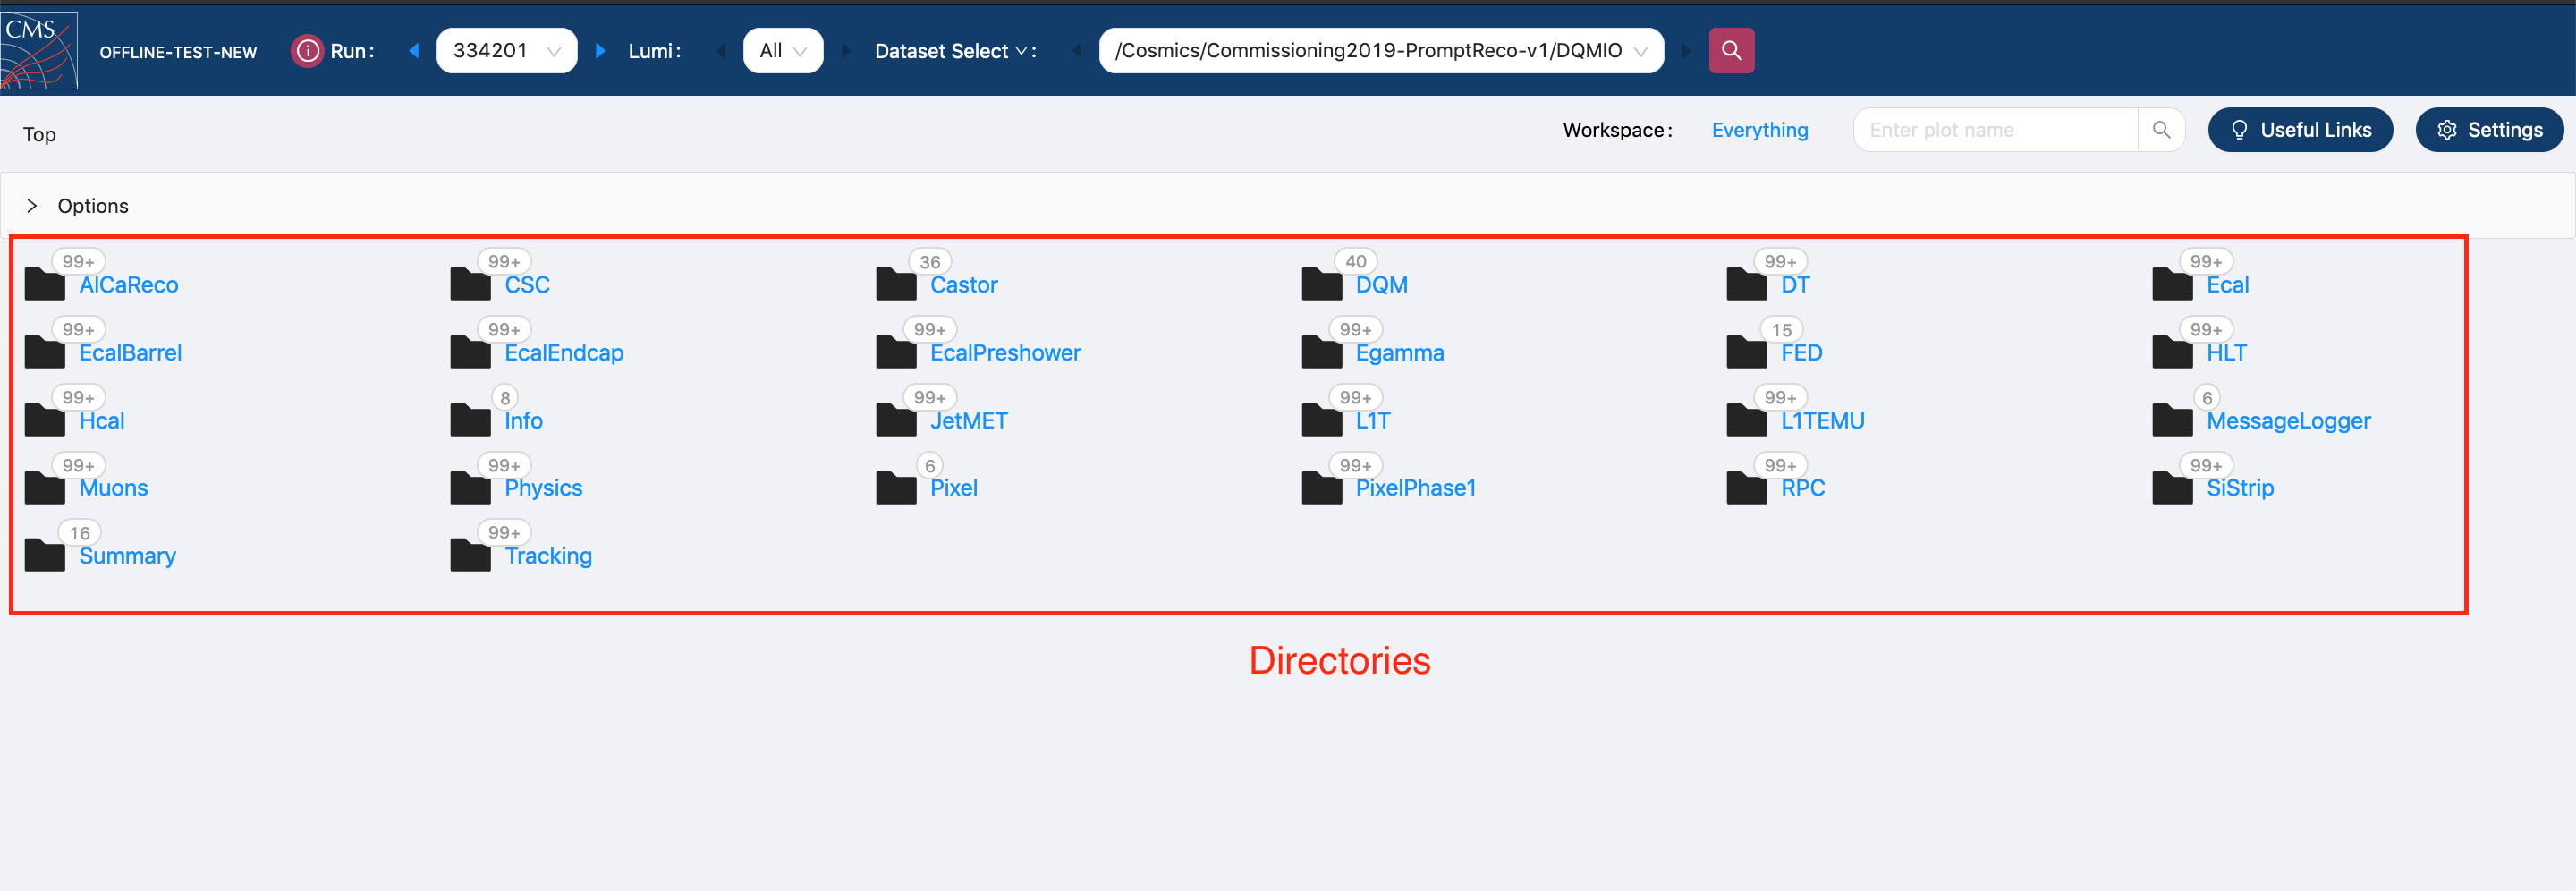 CMS
OFFLINE-TEST-NEW Run: 334201 Lumi: All Dataset Select : /Cosmics/Commissioning2019-PromptReco-v1/DQMIO
Top Workspace: Everything Enter plot name Useful Links Settings
Options
99+ 99+ 36 40 99+ 99+
AlCaReco CSC Castor DQM DT Ecal
99+ 99+ 99+ 99+ 15 99+
EcalBarrel EcalEndcap EcalPreshower Egamma FED HLT
99+ 8 99+ 99+ 99+ 6
Hcal Info JetMET L1T L1TEMU MessageLogger
99+ 99+ 6 99+ 99+ 99+
Muons Physics Pixel PixelPhase1 RPC SiStrip
16 99+
Summary Tracking
Directories